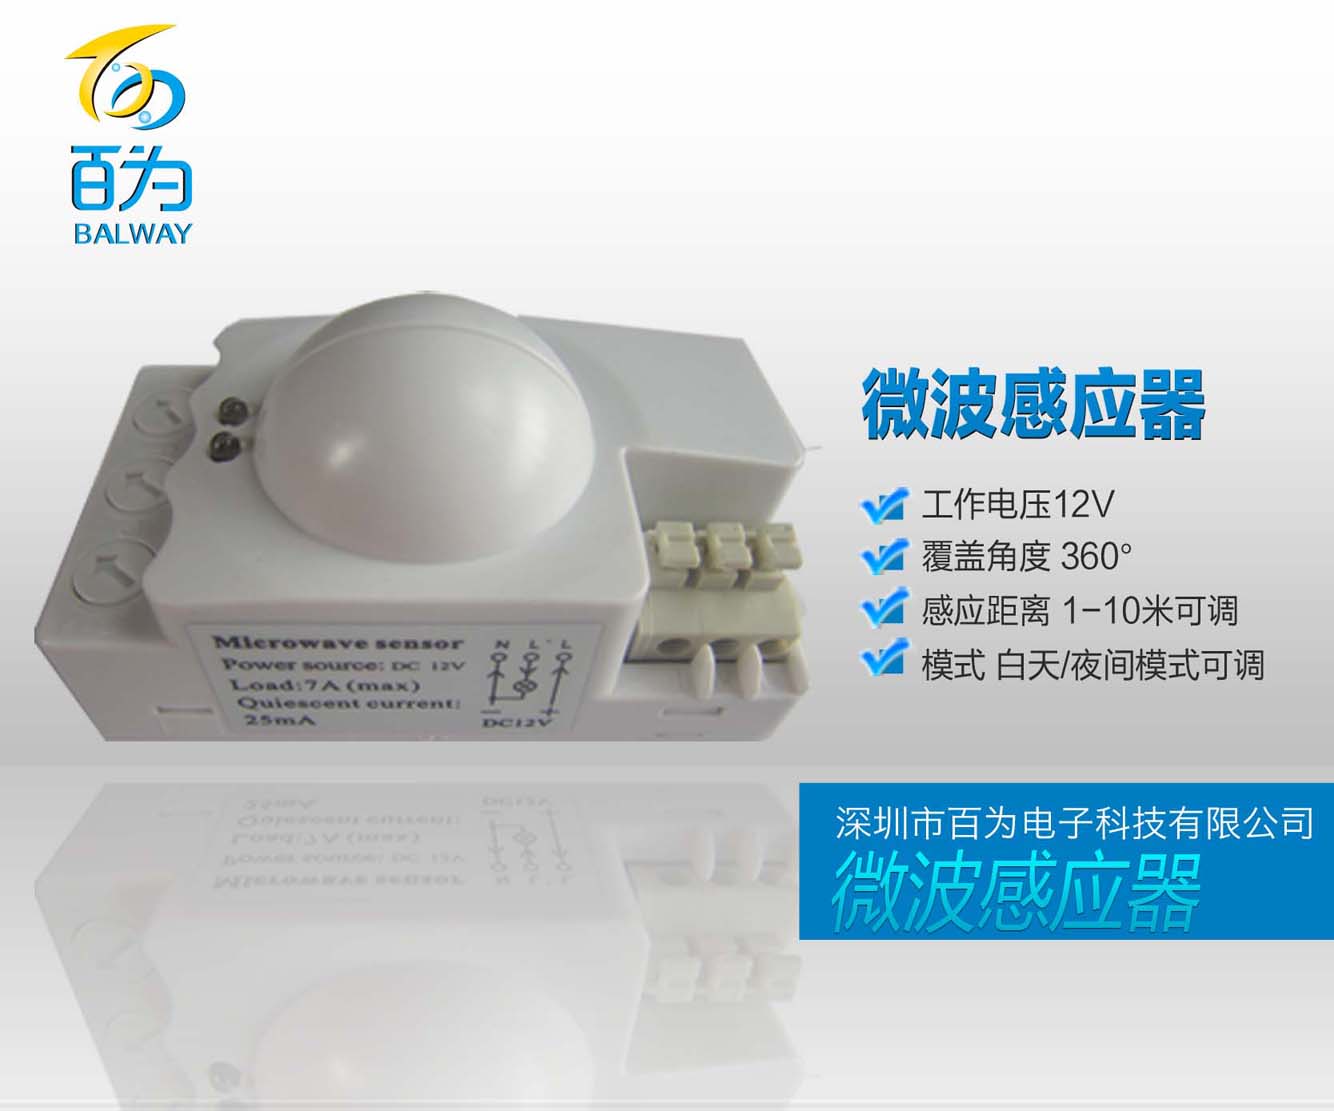 百为
BALWAY
微波感应器
工作电压12V
覆盖角度 360°
感应距离 1-10米可调
模式 白天/夜间模式可调
Microwave sensor
Power source: DC 12V
Load:7A (max)
Quiescent current:
25mA
N L' L
DC12V
深圳市百为电子科技有限公司
微波感应器